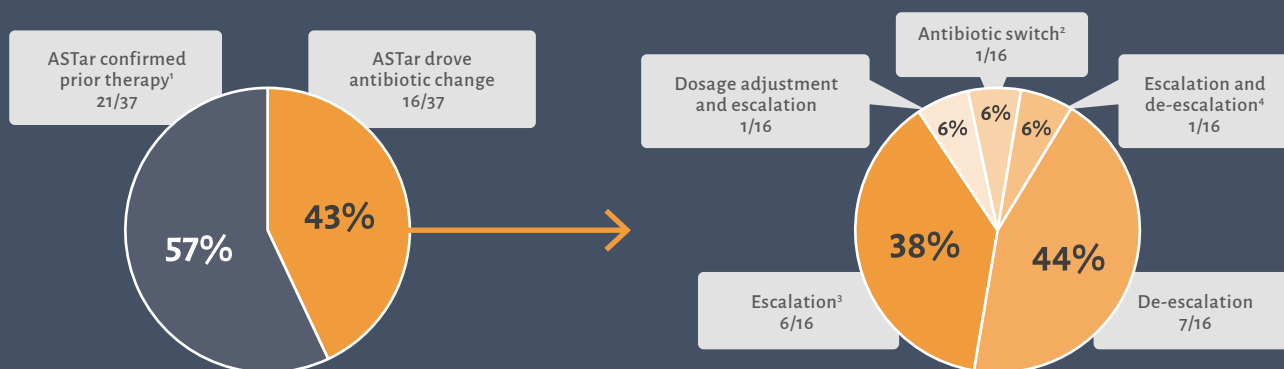 ASTar confirmed
prior therapy¹
21/37
ASTar drove
antibiotic change
16/37
57%
43%
Antibiotic switch²
1/16
Dosage adjustment
and escalation
1/16
Escalation and
de-escalation⁴
1/16
6%
6%
6%
38%
44%
Escalation³
6/16
De-escalation
7/16